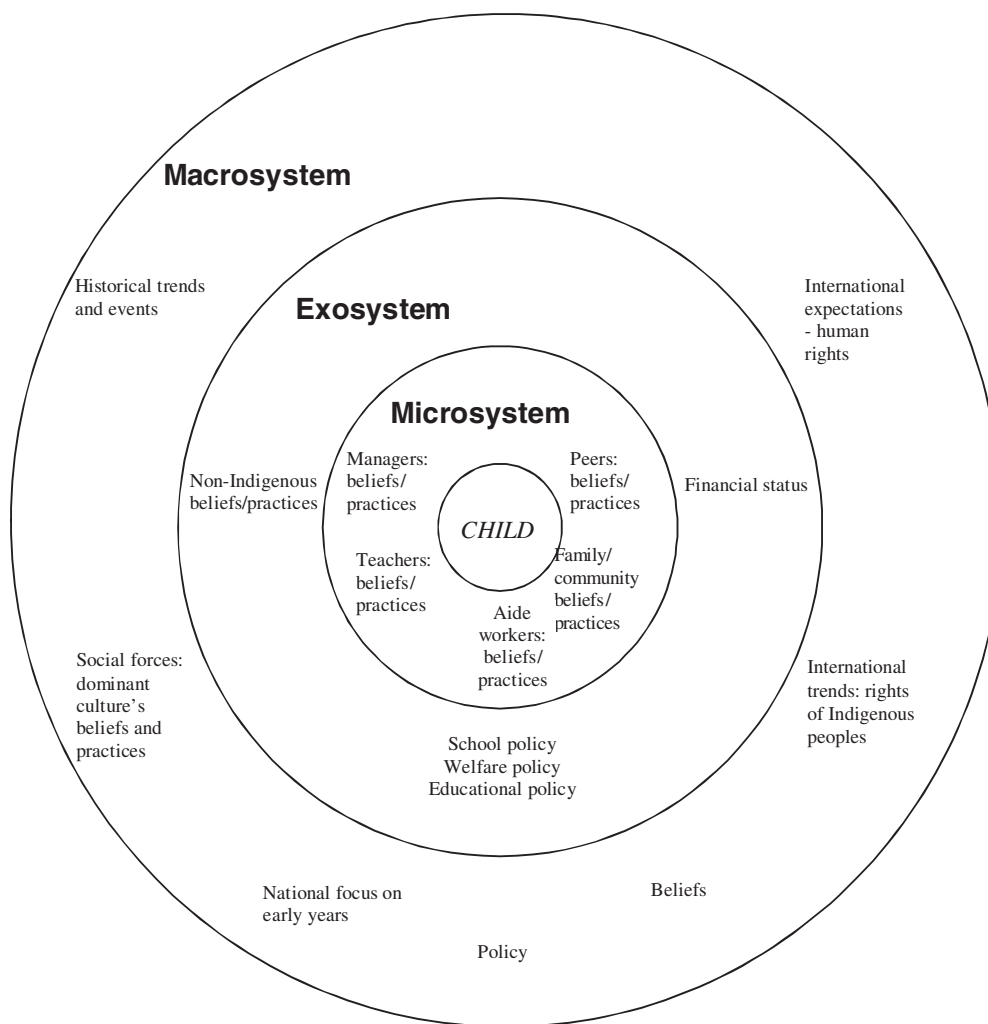 Macrosystem
Historical trends
and events
International
expectations
- human
rights
Exosystem
Microsystem
Managers:
beliefs/
practices
Peers:
beliefs/
practices
Non-Indigenous
beliefs/practices
Financial status
CHILD
Teachers:
beliefs/
practices
Family/
community
beliefs/
practices
Aide
workers:
beliefs/
practices
Social forces:
dominant
culture's
beliefs and
practices
International
trends: rights
of Indigenous
peoples
School policy
Welfare policy
Educational policy
National focus on
early years
Beliefs
Policy